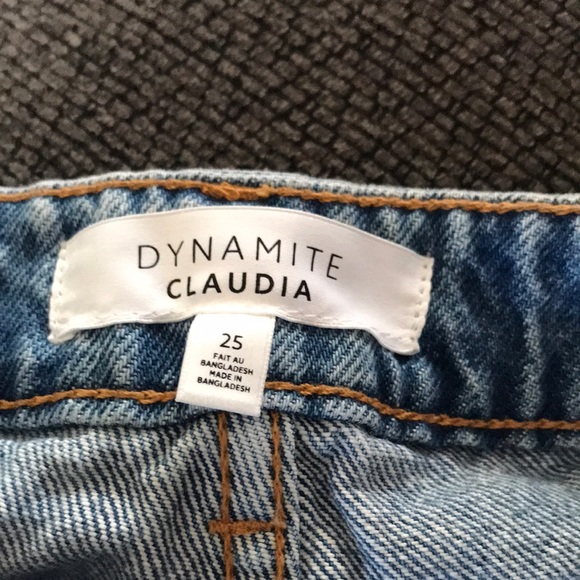 DYNAMITE
CLAUDIA
25
FAIT AU
BANGLADESH
MADE IN
BANGLADESH